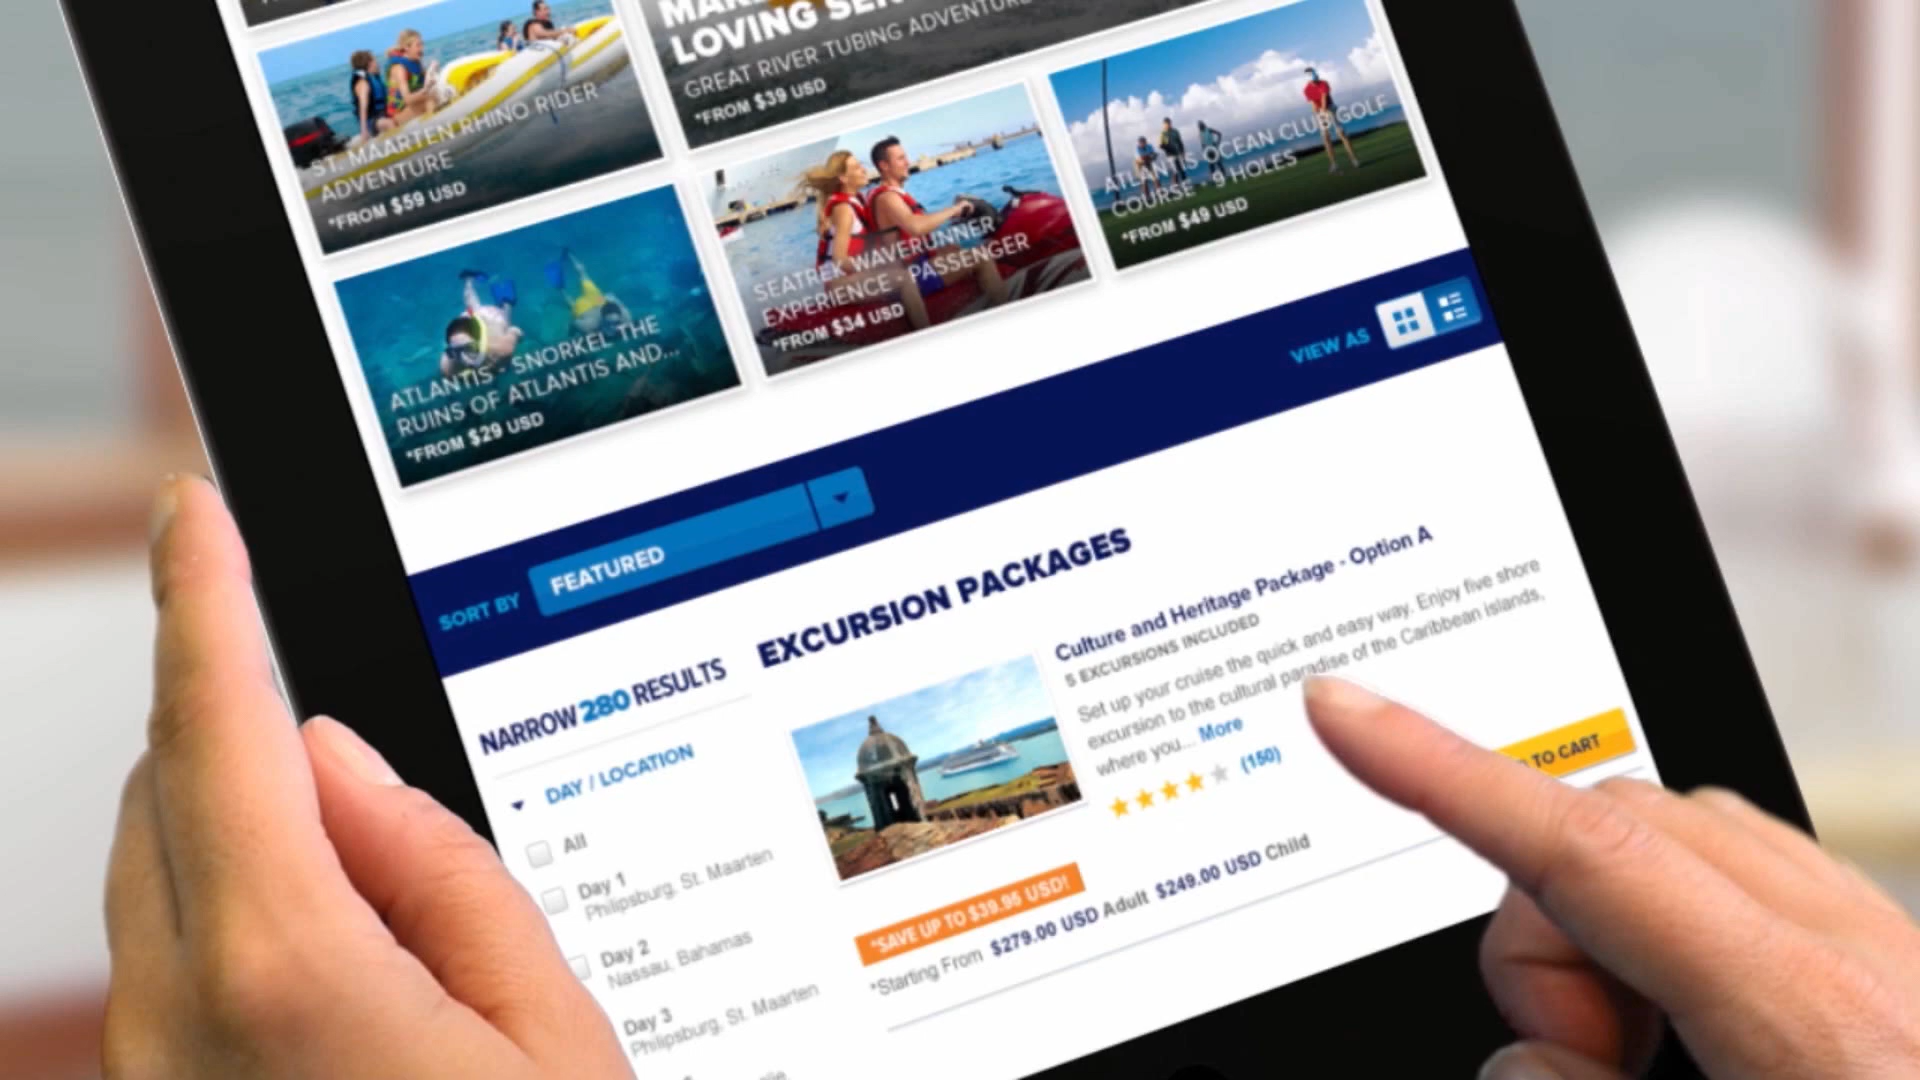 LOVING
GREAT RIVER TUBING ADVENTURE
*FROM $39 USD
ST. MAARTEN RHINO RIDER
ADVENTURE
*FROM $59 USD
ATLANTIS OCEAN CLUB GOLF
COURSE - 9 HOLES
*FROM $49 USD
SEATREK WAVERUNNER
EXPERIENCE - PASSENGER
*FROM $34 USD
ATLANTIS - SNORKEL THE
RUINS OF ATLANTIS AND...
*FROM $29 USD
VIEW AS
SORT BY FEATURED
NARROW 280 RESULTS
DAY / LOCATION
All
Day 1
Philipsburg, St. Maarten
Day 2
Nassau, Bahamas
Day 3
Philipsburg, St. Maarten
EXCURSION PACKAGES
Culture and Heritage Package - Option A
5 EXCURSIONS INCLUDED
Set up your cruise the quick and easy way. Enjoy five shore
excursion to the cultural paradise of the Caribbean islands,
where you... More
(150)
TO CART
*SAVE UP TO $39.95 USD!
*Starting From $279.00 USD Adult $249.00 USD Child